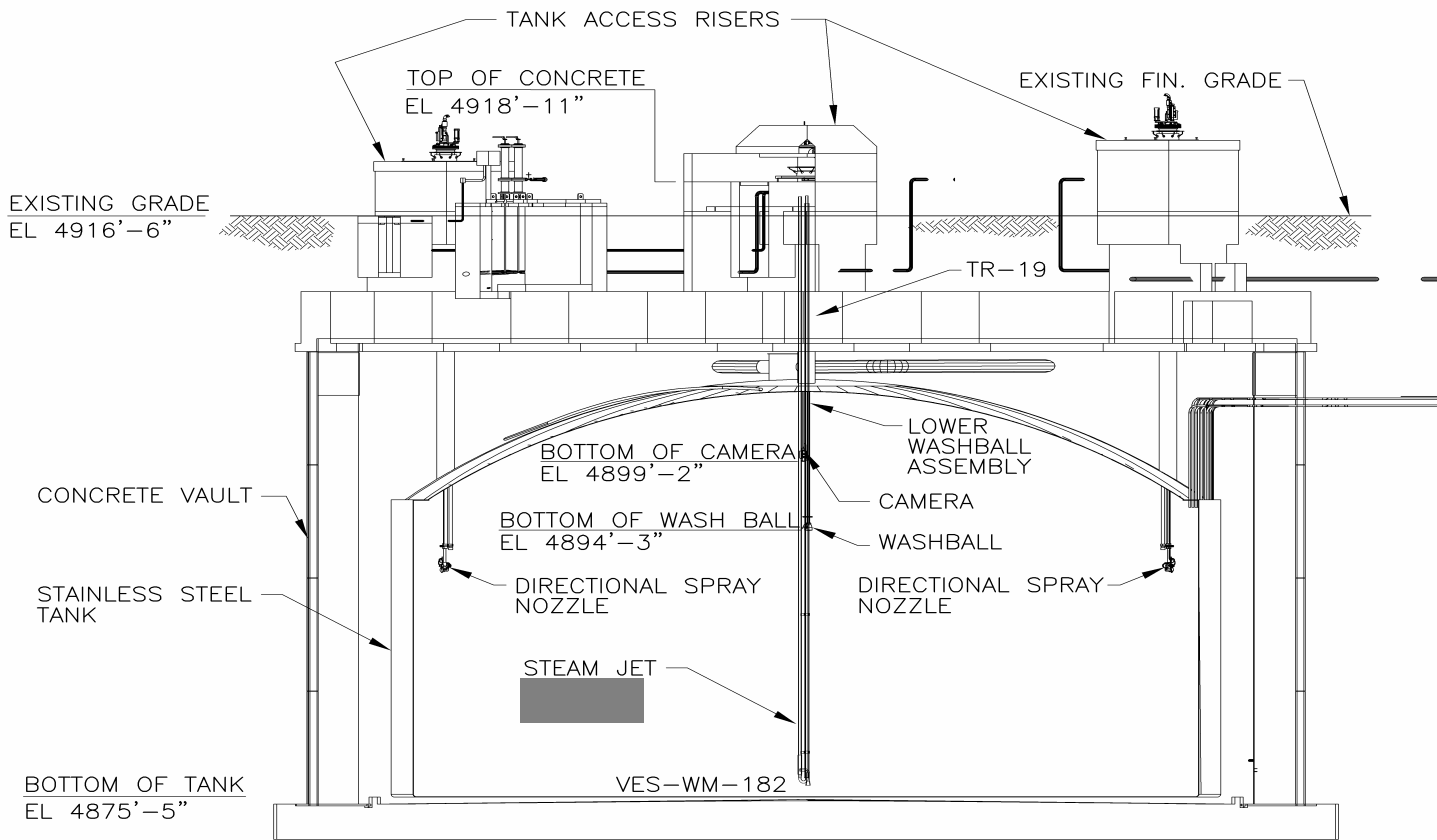 TANK ACCESS RISERS
TOP OF CONCRETE
EL 4918'-11"
EXISTING FIN. GRADE
EXISTING GRADE
EL 4916'-6"
TR-19
LOWER
WASHBALL
ASSEMBLY
BOTTOM OF CAMERA
EL 4899'-2"
CONCRETE VAULT
CAMERA
BOTTOM OF WASH BALL
EL 4894'-3"
WASHBALL
DIRECTIONAL SPRAY
NOZZLE
DIRECTIONAL SPRAY
NOZZLE
STAINLESS STEEL
TANK
STEAM JET
BOTTOM OF TANK
EL 4875'-5"
VES-WM-182